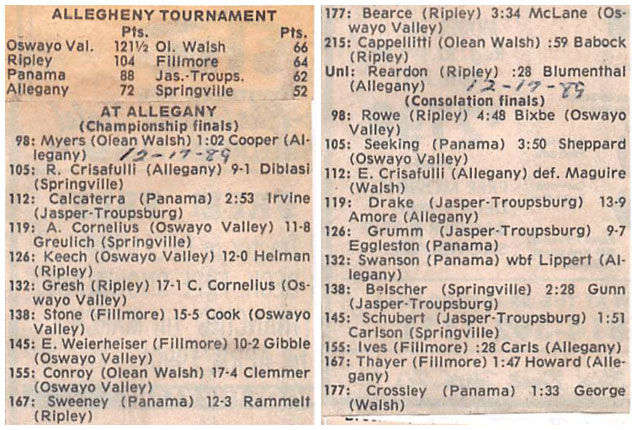 ALLEGHENY TOURNAMENT
Pts. Pts.
Oswayo Val. 121½ Ol. Walsh 66
Ripley 104 Fillmore 64
Panama 88 Jas.-Troups. 62
Allegany 72 Springville 52
AT ALLEGANY
(Championship finals)
98: Myers (Olean Walsh) 1:02 Cooper (Al-
legany) 12-17-89
105: R. Crisafulli (Allegany) 9-1 Diblasi
(Springville)
112: Calcaterra (Panama) 2:53 Irvine
(Jasper-Troupsburg)
119: A. Cornelius (Oswayo Valley) 11-8
Greulich (Springville)
126: Keech (Oswayo Valley) 12-0 Helman
(Ripley)
132: Gresh (Ripley) 17-1 C. Cornelius (Os-
wayo Valley)
138: Stone (Fillmore) 15-5 Cook (Oswayo
Valley)
145: E. Weierheiser (Fillmore) 10-2 Gibble
(Oswayo Valley)
155: Conroy (Olean Walsh) 17-4 Clemmer
(Oswayo Valley)
167: Sweeney (Panama) 12-3 Rammelt
(Ripley)
177: Bearce (Ripley) 3:34 McLane (Os-
wayo Valley)
215: Cappellitti (Olean Walsh) :59 Babock
(Ripley)
Unl: Reardon (Ripley) :28 Blumenthal
(Allegany) 12-17-89
(Consolation finals)
98: Rowe (Ripley) 4:48 Bixbe (Oswayo
Valley)
105: Seeking (Panama) 3:50 Sheppard
(Oswayo Valley)
112: E. Crisafulli (Allegany) def. Maguire
(Walsh)
119: Drake (Jasper-Troupsburg) 13-9
Amore (Allegany)
126: Grumm (Jasper-Troupsburg) 9-7
Eggleston (Panama)
132: Swanson (Panama) wbf Lippert (Al-
legany)
138: Belscher (Springville) 2:28 Gunn
(Jasper-Troupsburg)
145: Schubert (Jasper-Troupsburg) 1:51
Carlson (Springville)
155: Ives (Fillmore) :28 Carls (Allegany)
167: Thayer (Fillmore) 1:47 Howard (Alle-
gany)
177: Crossley (Panama) 1:33 George
(Walsh)